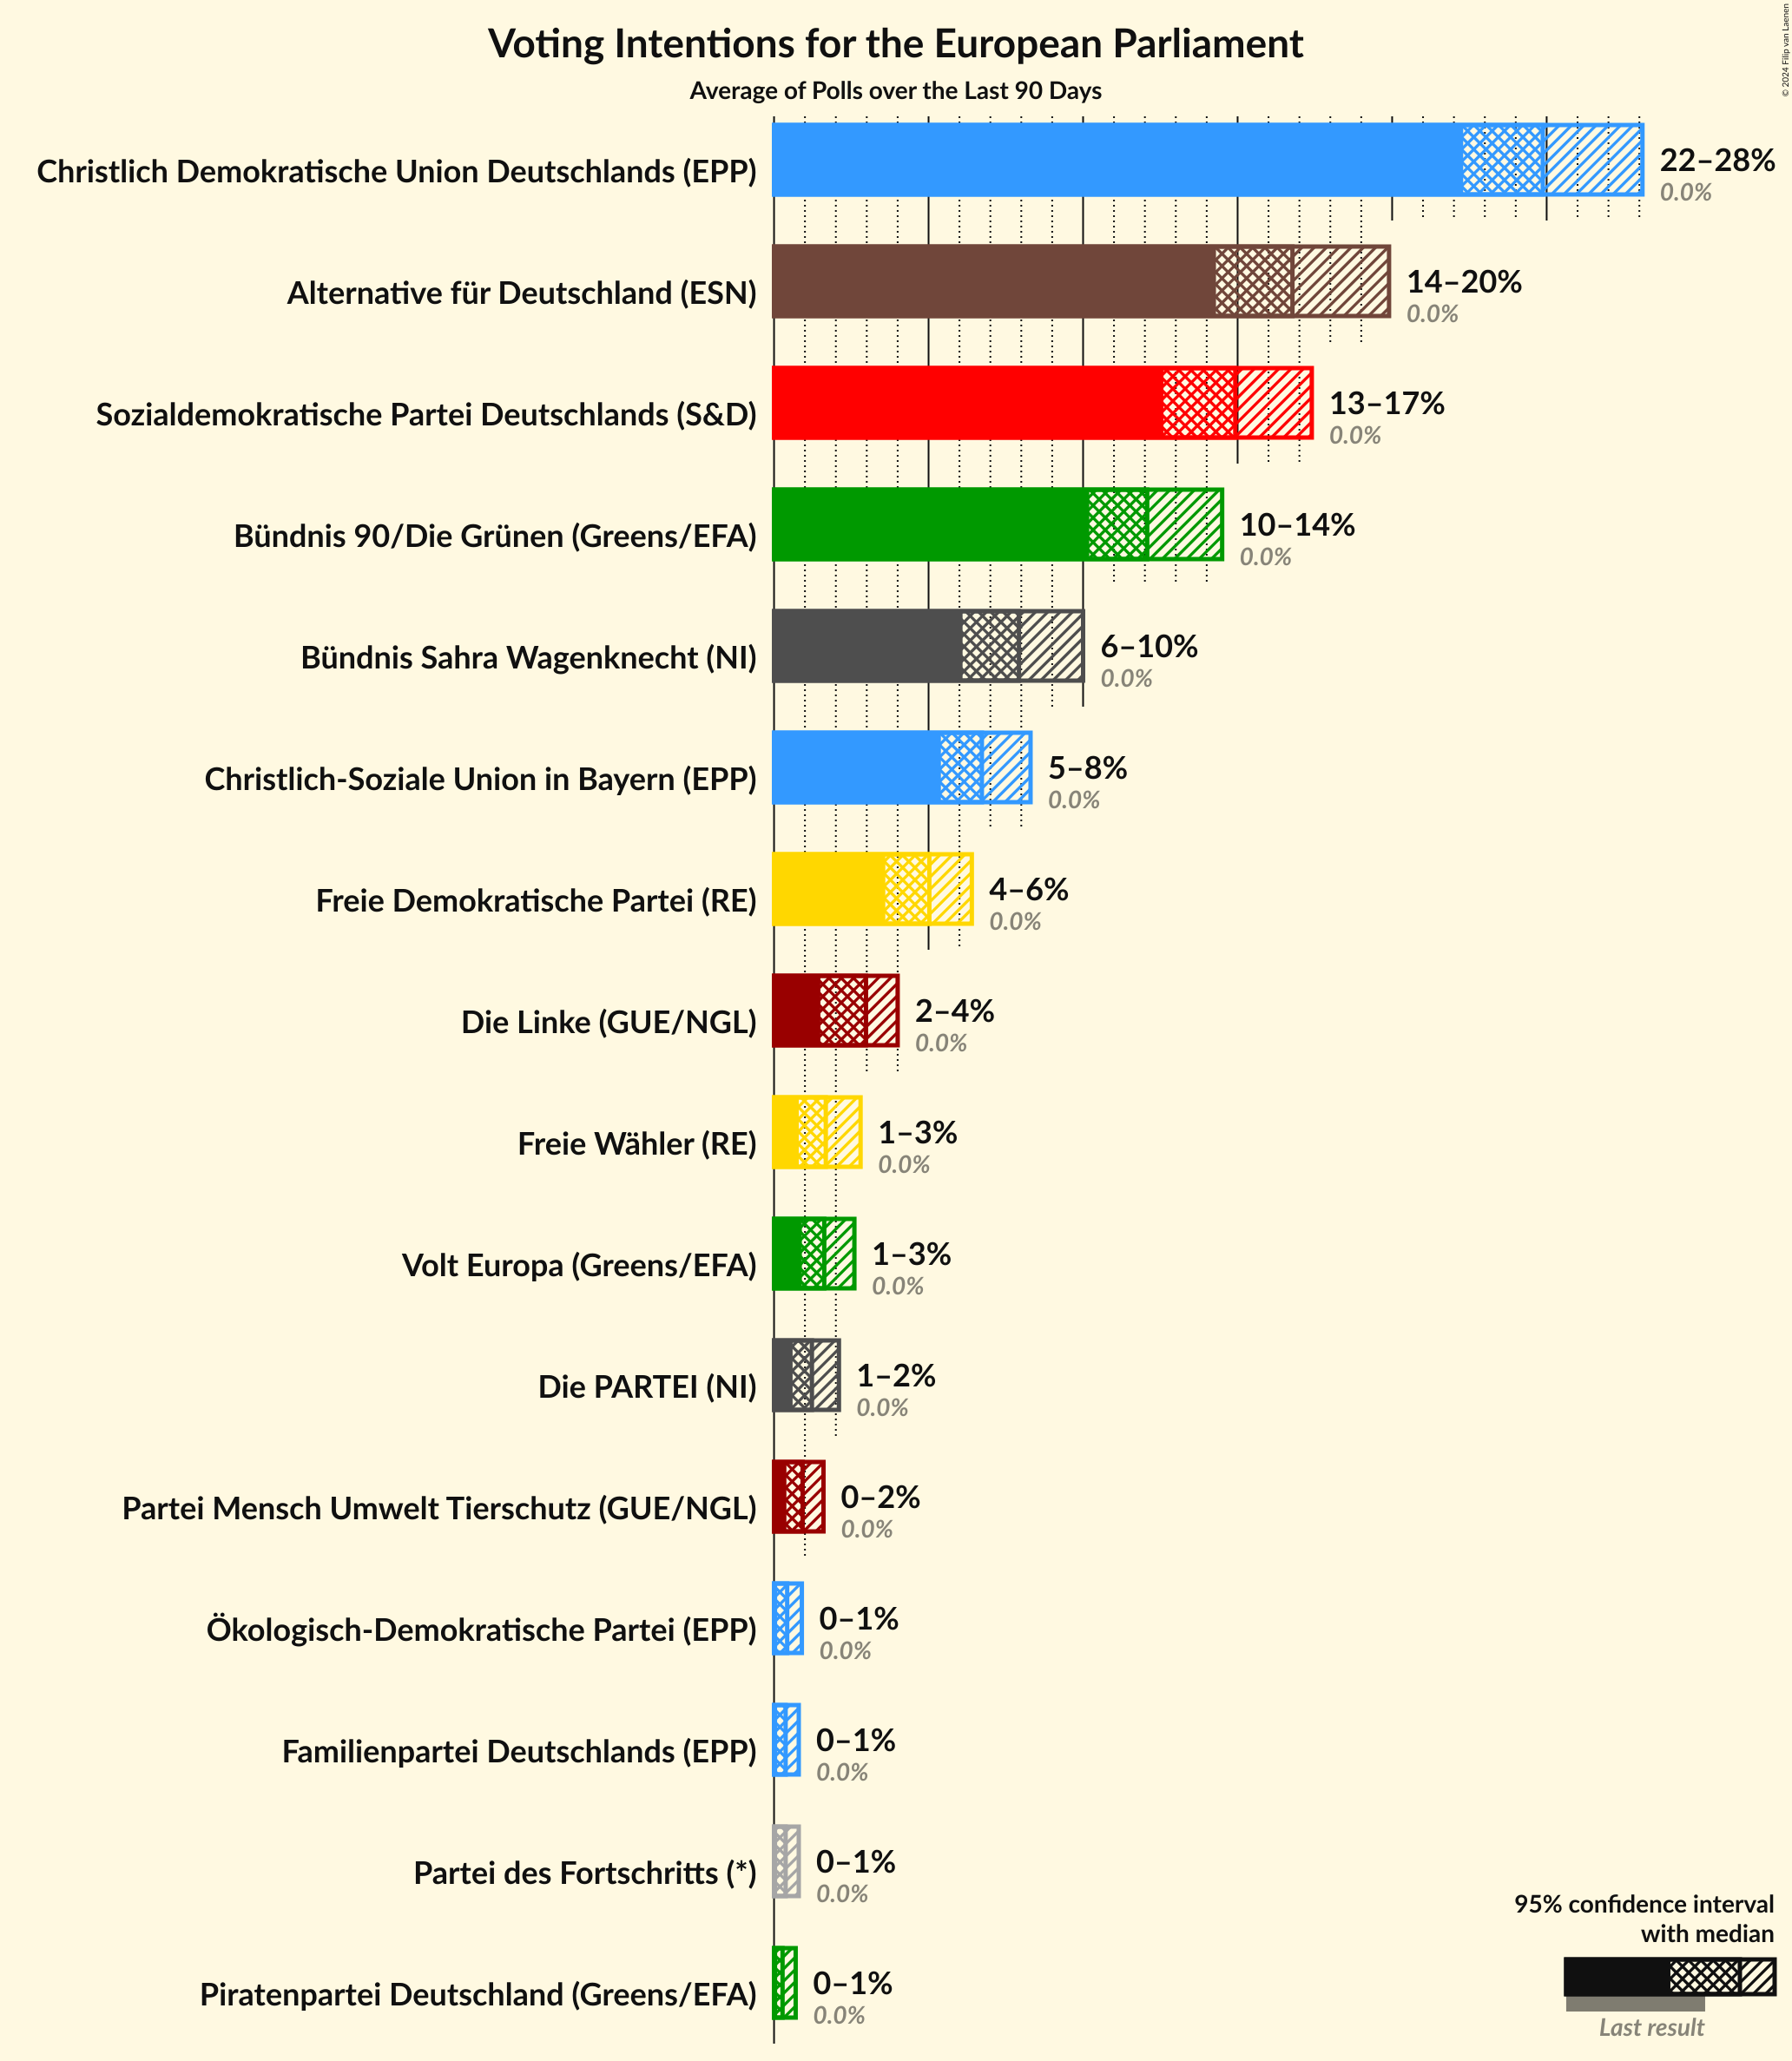 Voting Intentions for the European Parliament
Average of Polls over the Last 90 Days
© 2024 Filip van Laenen
Christlich Demokratische Union Deutschlands (EPP)
22–28%
0.0%
Alternative für Deutschland (ESN)
14–20%
0.0%
Sozialdemokratische Partei Deutschlands (S&D)
13–17%
0.0%
Bündnis 90/Die Grünen (Greens/EFA)
10–14%
0.0%
Bündnis Sahra Wagenknecht (NI)
6–10%
0.0%
Christlich-Soziale Union in Bayern (EPP)
5–8%
0.0%
Freie Demokratische Partei (RE)
4–6%
0.0%
Die Linke (GUE/NGL)
2–4%
0.0%
Freie Wähler (RE)
1–3%
0.0%
Volt Europa (Greens/EFA)
1–3%
0.0%
Die PARTEI (NI)
1–2%
0.0%
Partei Mensch Umwelt Tierschutz (GUE/NGL)
0–2%
0.0%
Ökologisch-Demokratische Partei (EPP)
0–1%
0.0%
Familienpartei Deutschlands (EPP)
0–1%
0.0%
Partei des Fortschritts (*)
0–1%
0.0%
Piratenpartei Deutschland (Greens/EFA)
0–1%
0.0%
95% confidence interval
with median
Last result